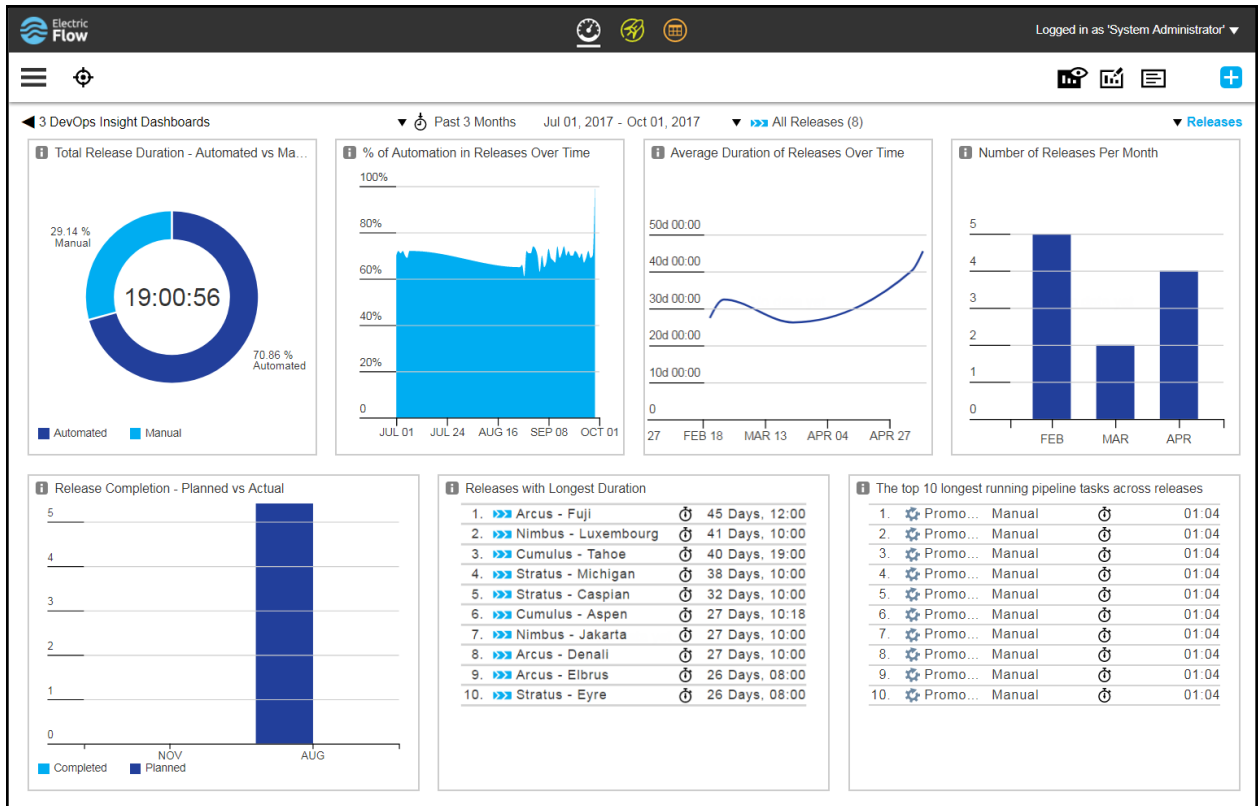 Electric
Flow
Logged in as 'System Administrator' ▼
3 DevOps Insight Dashboards
Past 3 Months Jul 01, 2017 - Oct 01, 2017
All Releases (8)
Releases
Total Release Duration - Automated vs Ma...
29.14 %
Manual
19:00:56
70.86 %
Automated
Automated Manual
% of Automation in Releases Over Time
100%
80%
60%
40%
20%
0
JUL 01 JUL 24 AUG 16 SEP 08 OCT 01
Average Duration of Releases Over Time
50d 00:00
40d 00:00
30d 00:00
20d 00:00
10d 00:00
0
27 FEB 18 MAR 13 APR 04 APR 27
Number of Releases Per Month
5
4
3
2
1
0
FEB MAR APR
Release Completion - Planned vs Actual
5
4
3
2
1
0
NOV AUG
Completed Planned
Releases with Longest Duration
1. Arcus - Fuji 45 Days, 12:00
2. Nimbus - Luxembourg 41 Days, 10:00
3. Cumulus - Tahoe 40 Days, 19:00
4. Stratus - Michigan 38 Days, 10:00
5. Stratus - Caspian 32 Days, 10:00
6. Cumulus - Aspen 27 Days, 10:18
7. Nimbus - Jakarta 27 Days, 10:00
8. Arcus - Denali 27 Days, 10:00
9. Arcus - Elbrus 26 Days, 08:00
10. Stratus - Eyre 26 Days, 08:00
The top 10 longest running pipeline tasks across releases
1. Promo... Manual 01:04
2. Promo... Manual 01:04
3. Promo... Manual 01:04
4. Promo... Manual 01:04
5. Promo... Manual 01:04
6. Promo... Manual 01:04
7. Promo... Manual 01:04
8. Promo... Manual 01:04
9. Promo... Manual 01:04
10. Promo... Manual 01:04